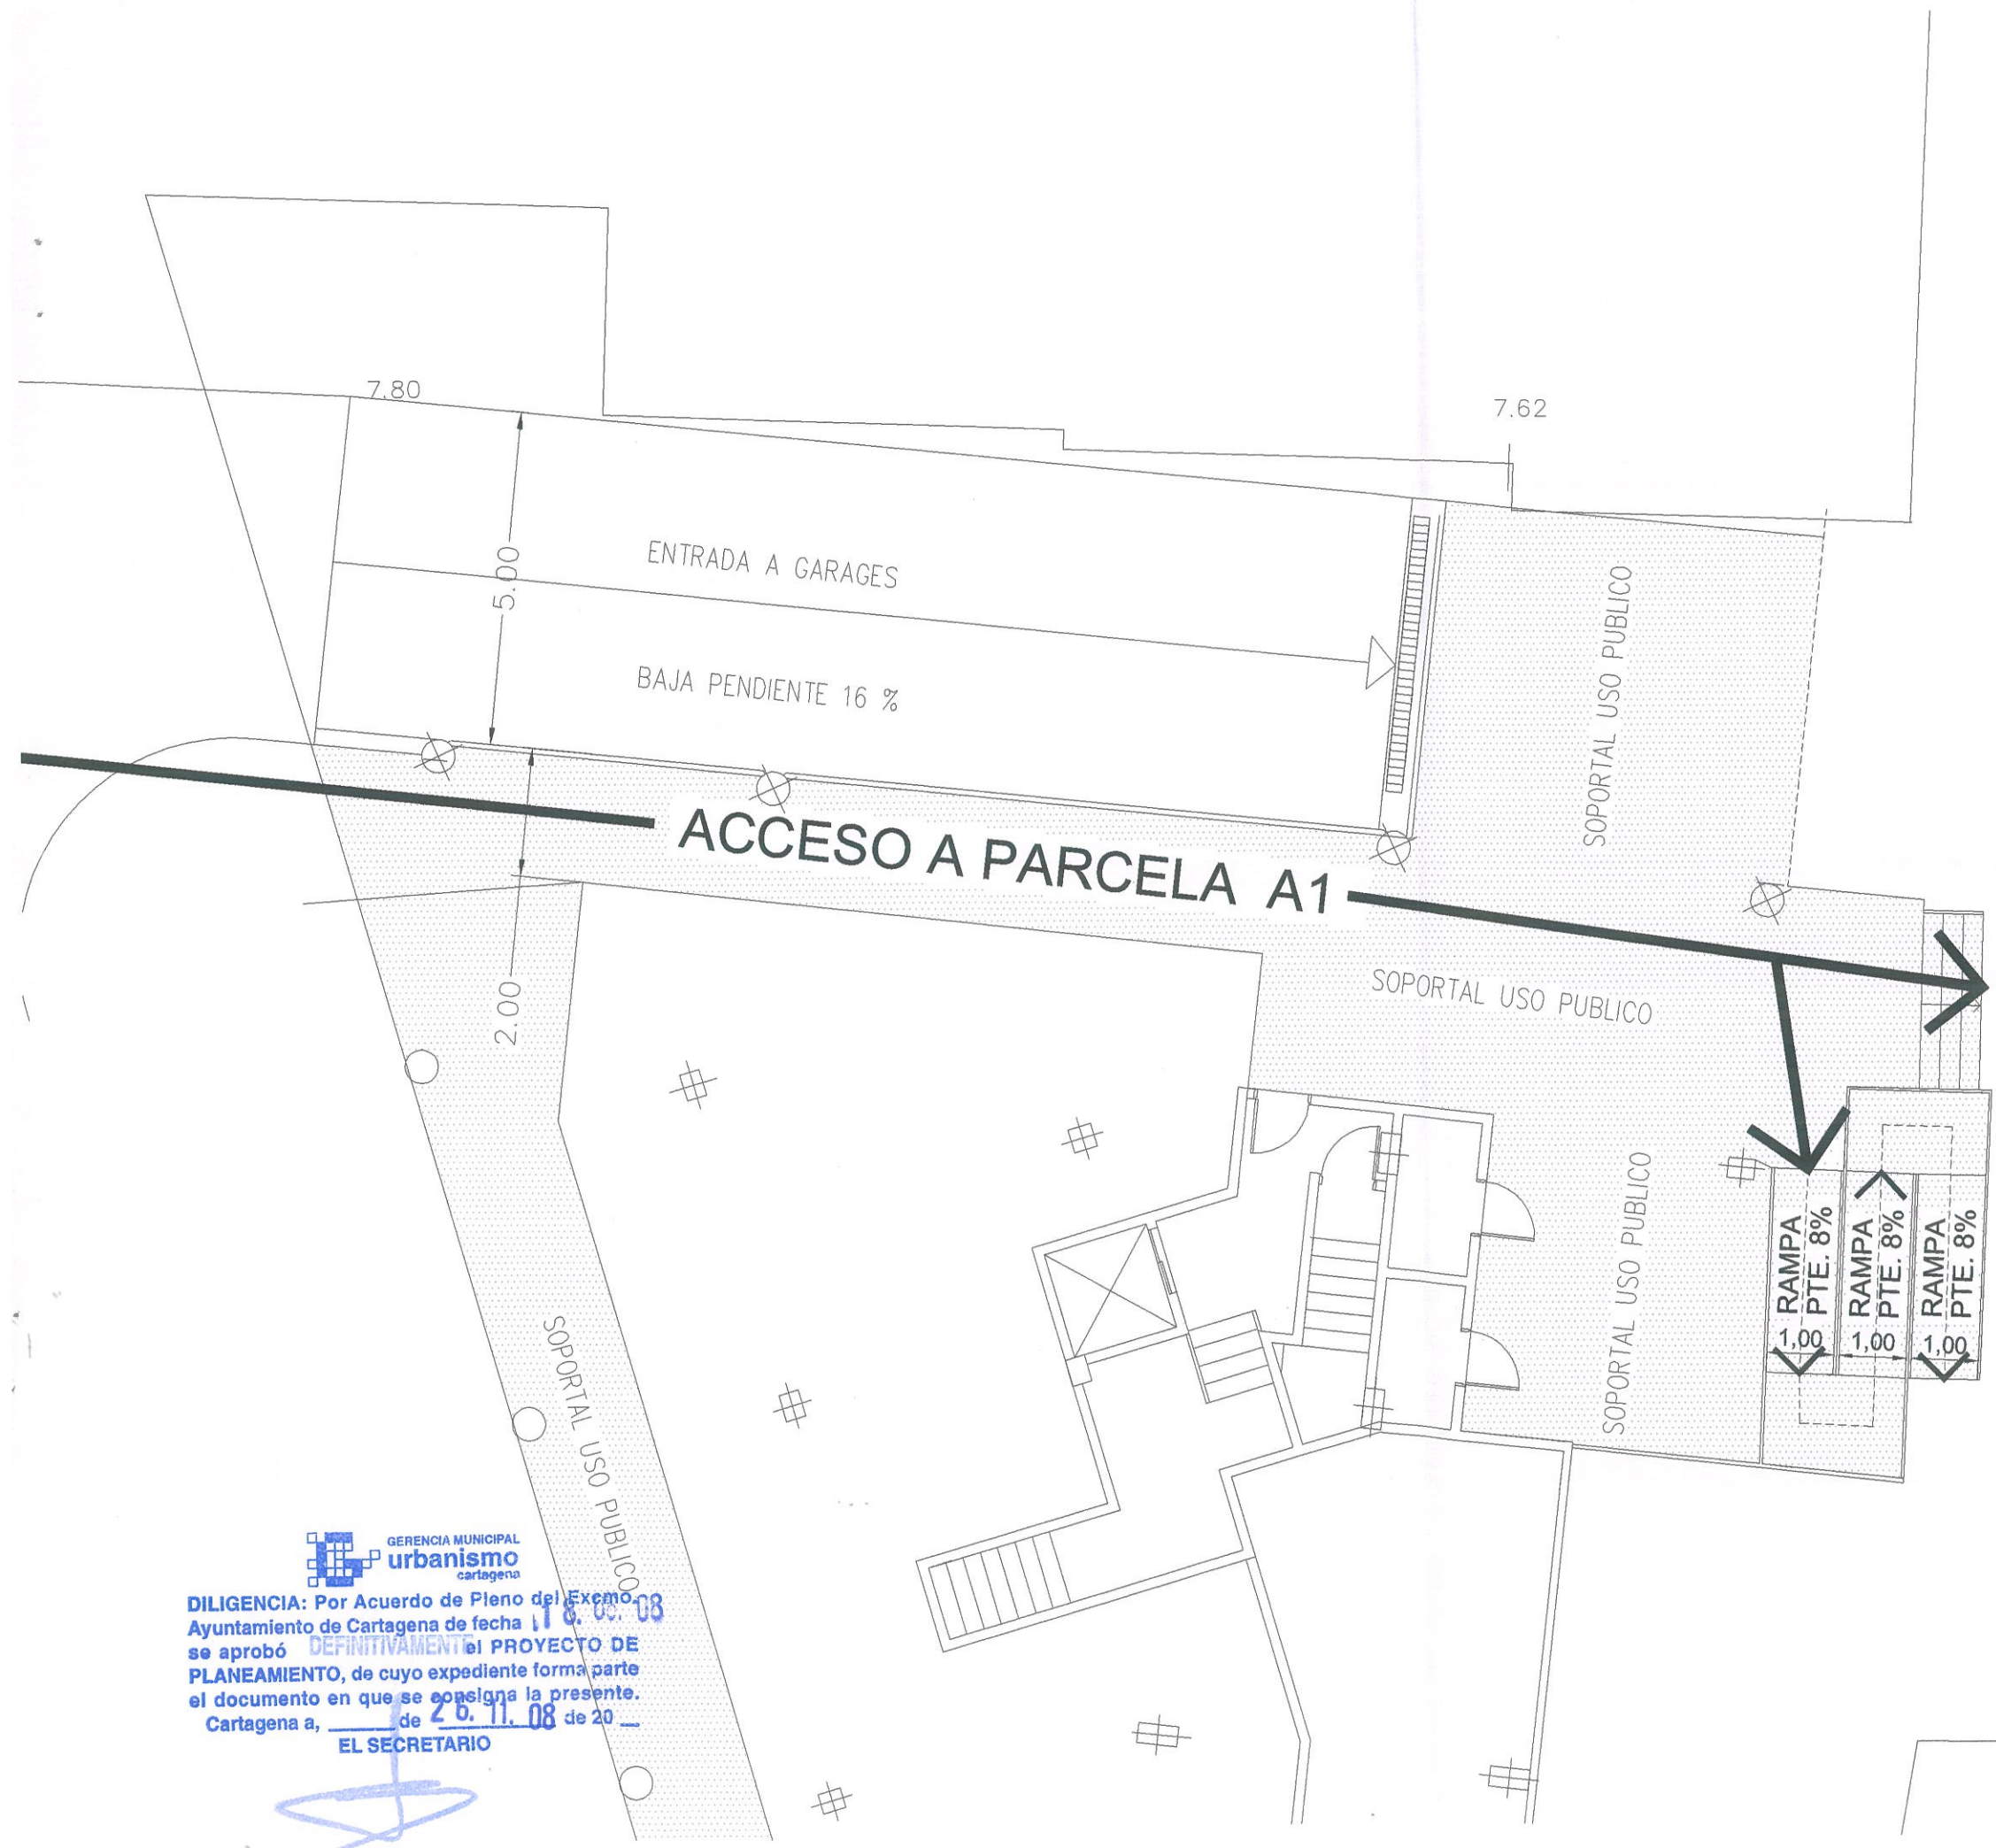 7.80
7.62
5.00
ENTRADA A GARAGES
BAJA PENDIENTE 16 %
SOPORTAL USO PUBLICO
ACCESO A PARCELA A1
2.00
SOPORTAL USO PUBLICO
SOPORTAL USO PUBLICO
RAMPA
PTE. 8%
1,00
RAMPA
PTE. 8%
1,00
RAMPA
PTE. 8%
1,00
SOPORTAL USO PUBLICO
GERENCIA MUNICIPAL
urbanismo
cartagena
DILIGENCIA: Por Acuerdo de Pleno del Excmo.
Ayuntamiento de Cartagena de fecha 08
se aprobó DEFINITIVAMENTE el PROYECTO DE
PLANEAMIENTO, de cuyo expediente forma parte
el documento en que se consigna la presente.
Cartagena a, de 26. 11. 08 de 20
EL SECRETARIO